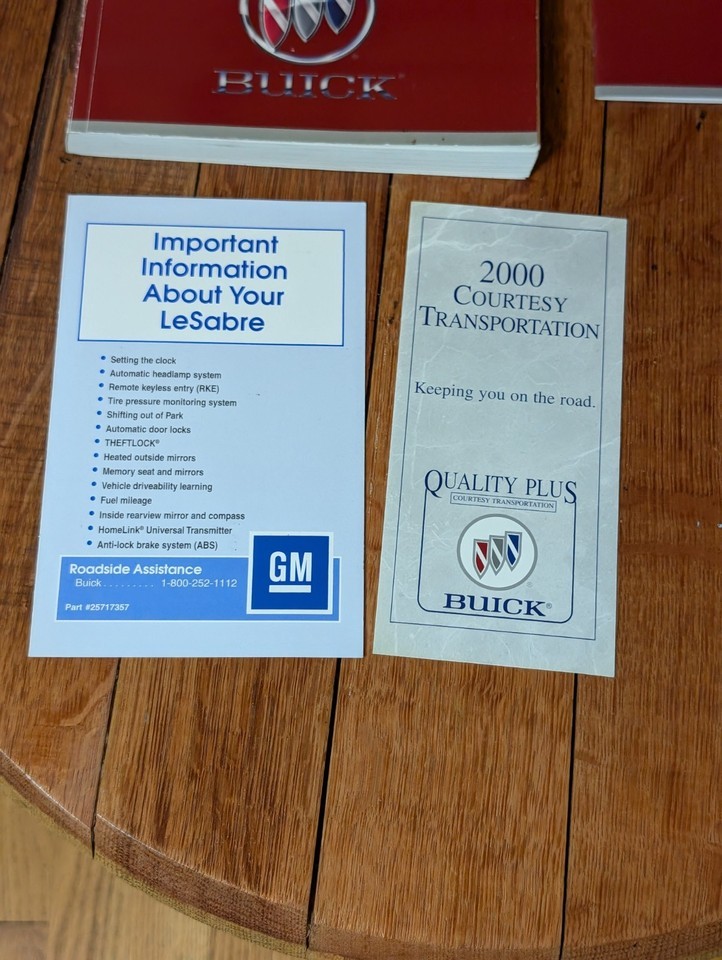 BUICK
Important
Information
About Your
LeSabre
• Setting the clock
• Automatic headlamp system
• Remote keyless entry (RKE)
• Tire pressure monitoring system
• Shifting out of Park
• Automatic door locks
• THEFTLOCK®
• Heated outside mirrors
• Memory seat and mirrors
• Vehicle driveability learning
• Fuel mileage
• Inside rearview mirror and compass
• HomeLink® Universal Transmitter
• Anti-lock brake system (ABS)
Roadside Assistance
Buick . . . . . . . . . 1-800-252-1112
Part #25717357
GM
2000
COURTESY
TRANSPORTATION
Keeping you on the road.
QUALITY PLUS
COURTESY TRANSPORTATION
BUICK®